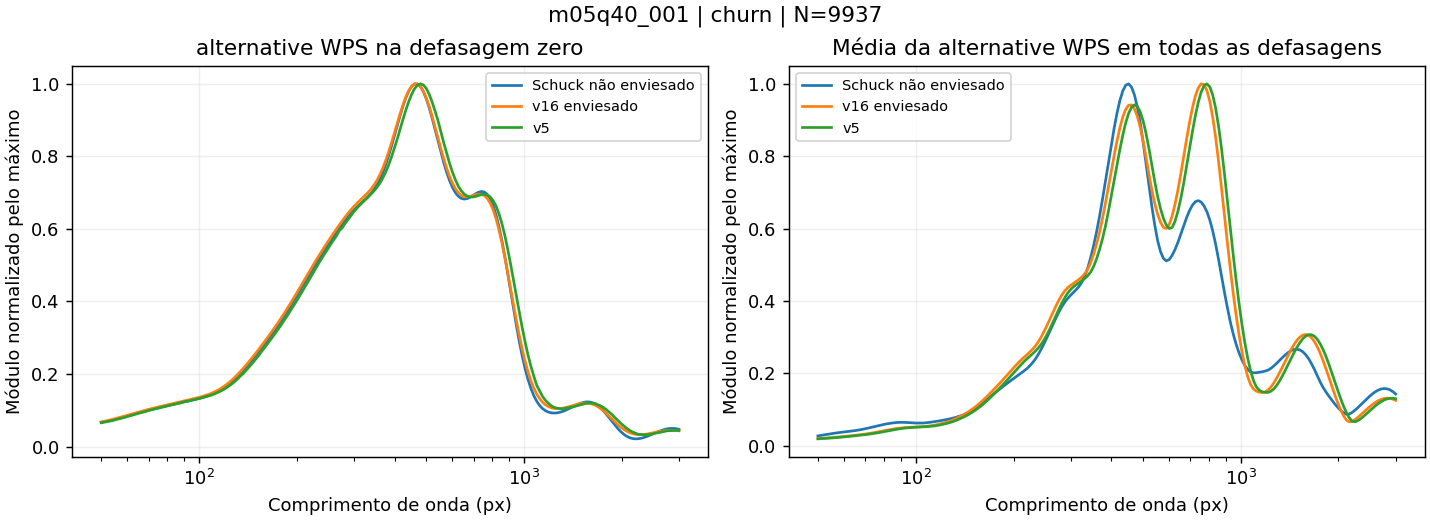 m05q40_001 | churn | N=9937
alternative WPS na defasagem zero
Módulo normalizado pelo máximo
1.0
0.8
0.6
0.4
0.2
0.0
Schuck não enviesado
v16 enviesado
v5
10²
10³
Comprimento de onda (px)
Média da alternative WPS em todas as defasagens
Módulo normalizado pelo máximo
1.0
0.8
0.6
0.4
0.2
0.0
Schuck não enviesado
v16 enviesado
v5
10²
10³
Comprimento de onda (px)